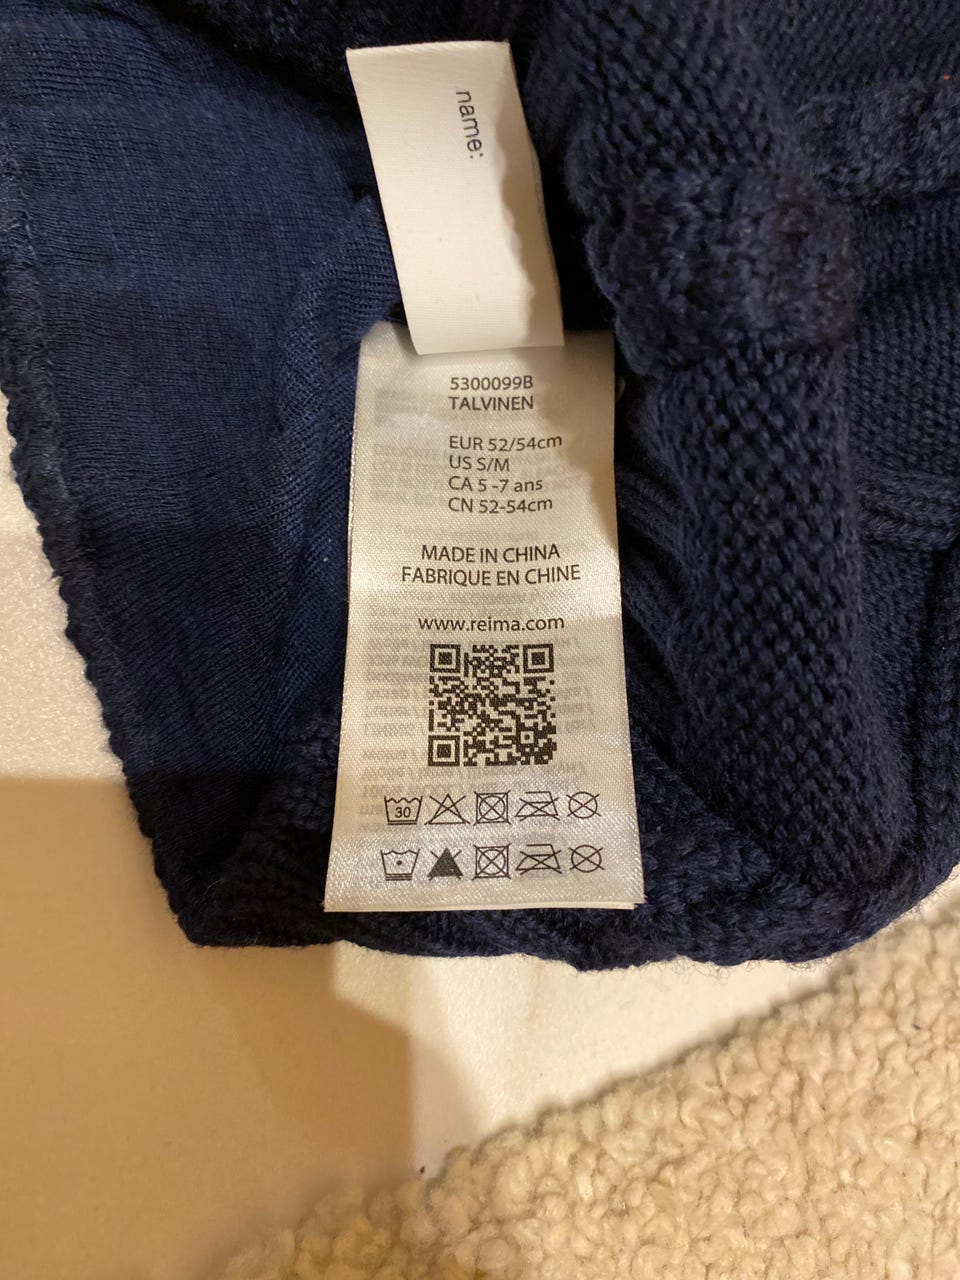 name:
5300099B
TALVINEN
EUR 52/54cm
US S/M
CA 5 -7 ans
CN 52-54cm
MADE IN CHINA
FABRIQUE EN CHINE
www.reima.com
30